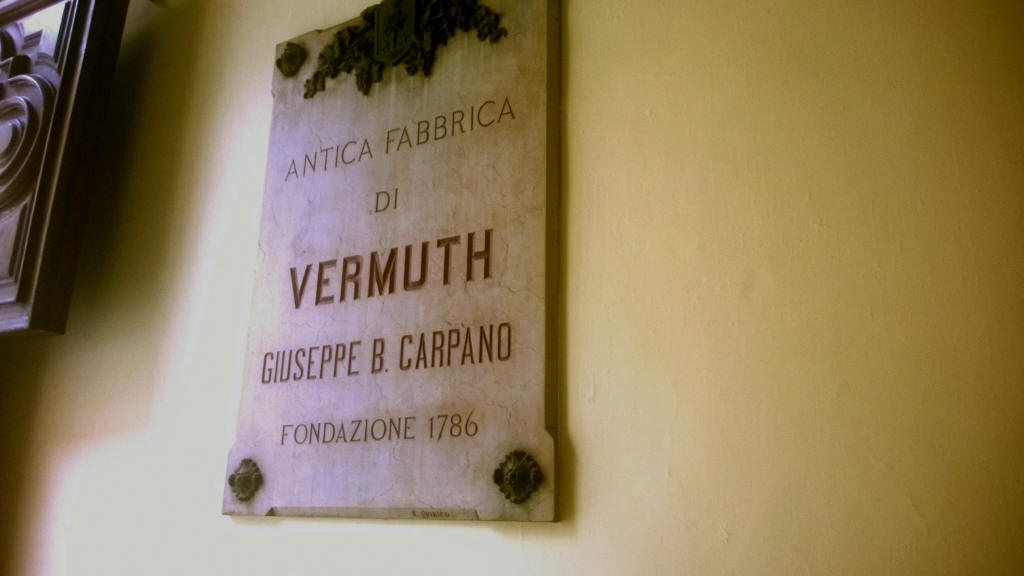 ANTICA FABBRICA
DI
VERMUTH
GIUSEPPE B. CARPANO
FONDAZIONE 1786